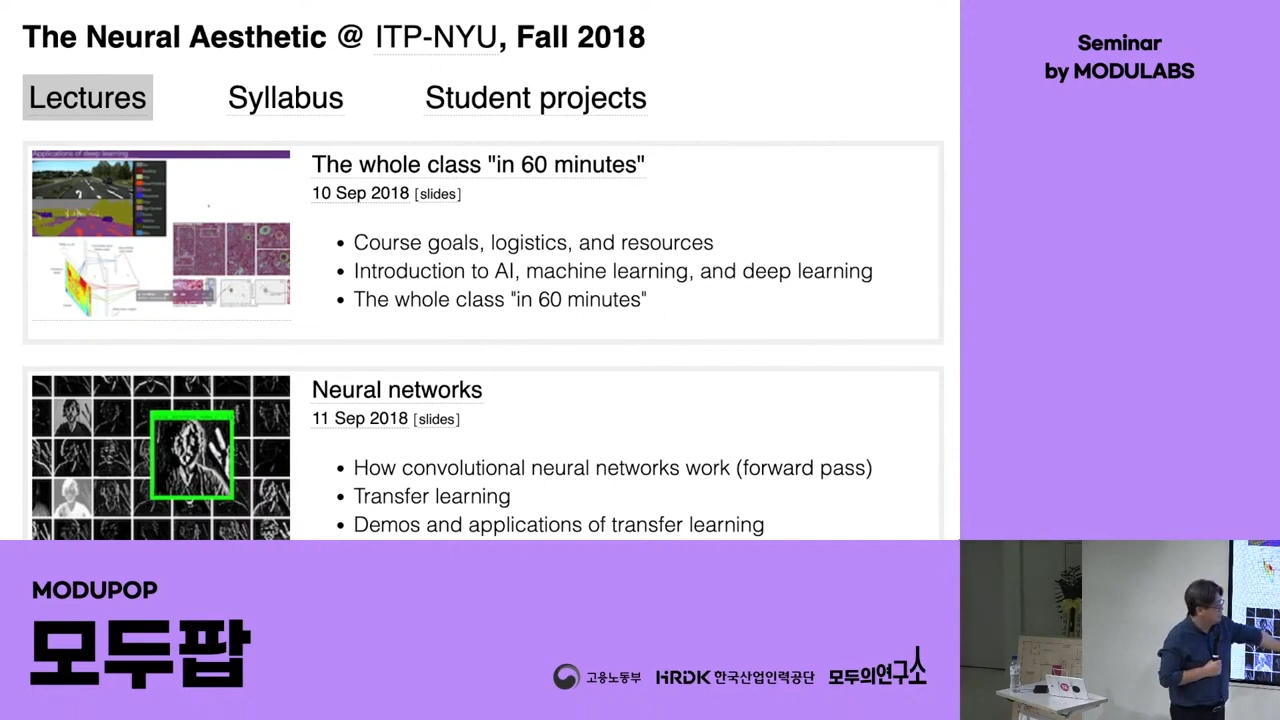 The Neural Aesthetic @ ITP-NYU, Fall 2018
Lectures
Syllabus
Student projects
Applications of deep learning
The whole class "in 60 minutes"
10 Sep 2018 [slides]
• Course goals, logistics, and resources
• Introduction to AI, machine learning, and deep learning
• The whole class "in 60 minutes"
Neural networks
11 Sep 2018 [slides]
• How convolutional neural networks work (forward pass)
• Transfer learning
• Demos and applications of transfer learning
Seminar
by MODULABS
MODUPOP
모두팝
고용노동부
HRDK 한국산업인력공단
모두의연구소